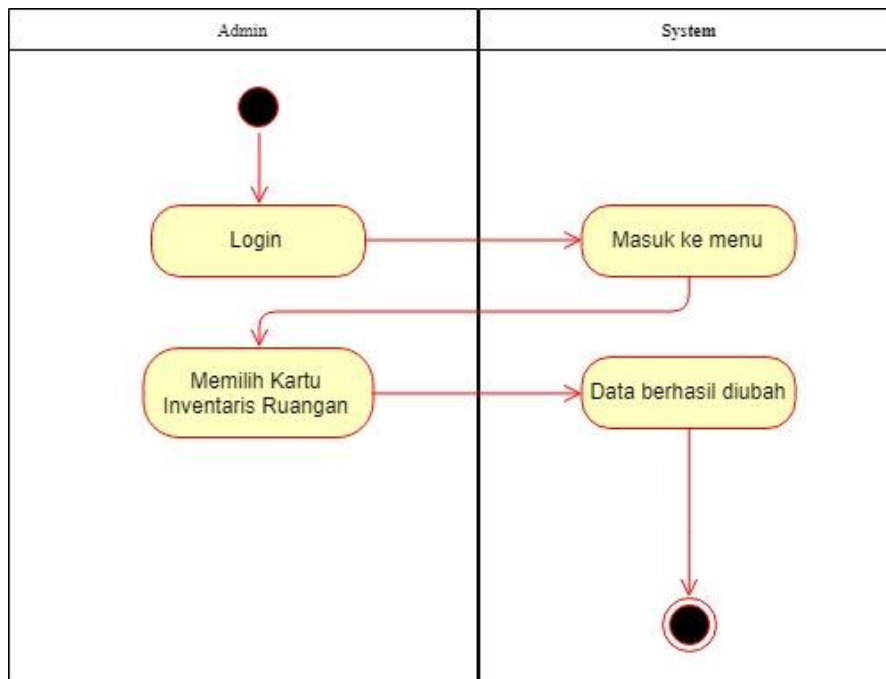 Admin
System
Login
Masuk ke menu
Memilih Kartu
Inventaris Ruangan
Data berhasil diubah